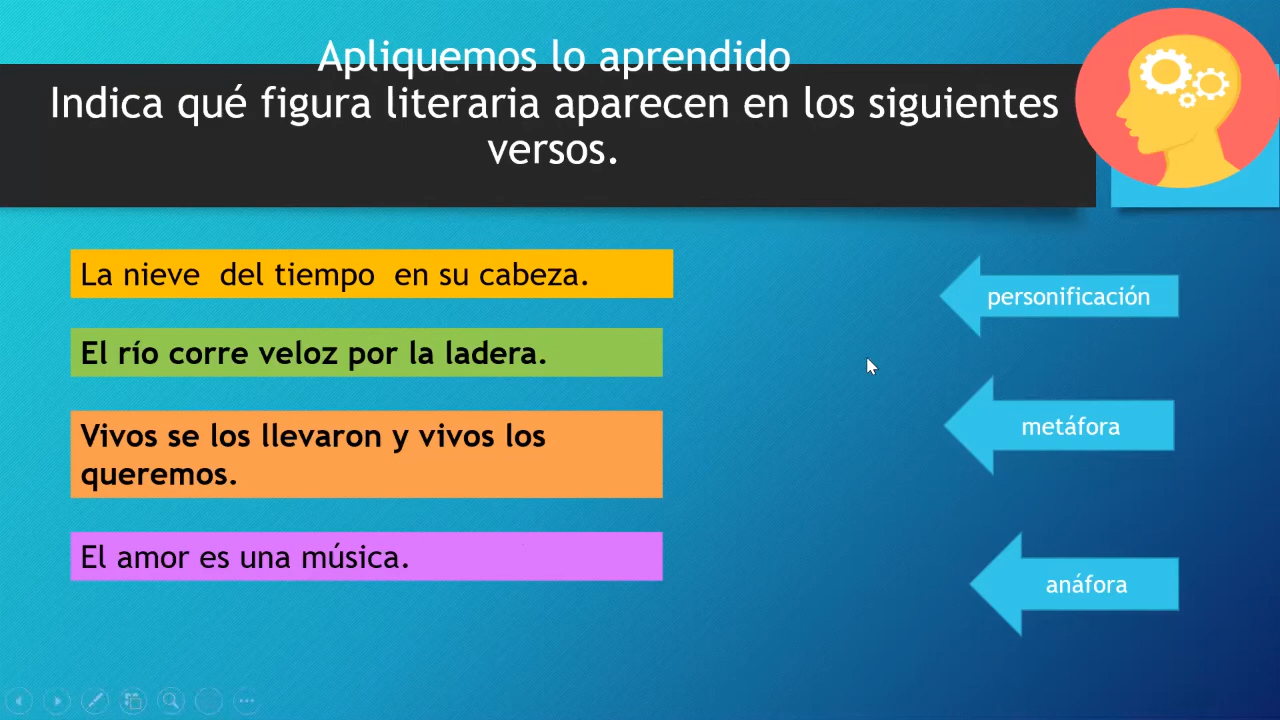 Apliquemos lo aprendido
Indica qué figura literaria aparecen en los siguientes
versos.
La nieve del tiempo en su cabeza.
El río corre veloz por la ladera.
Vivos se los llevaron y vivos los
queremos.
El amor es una música.
personificación
metáfora
anáfora